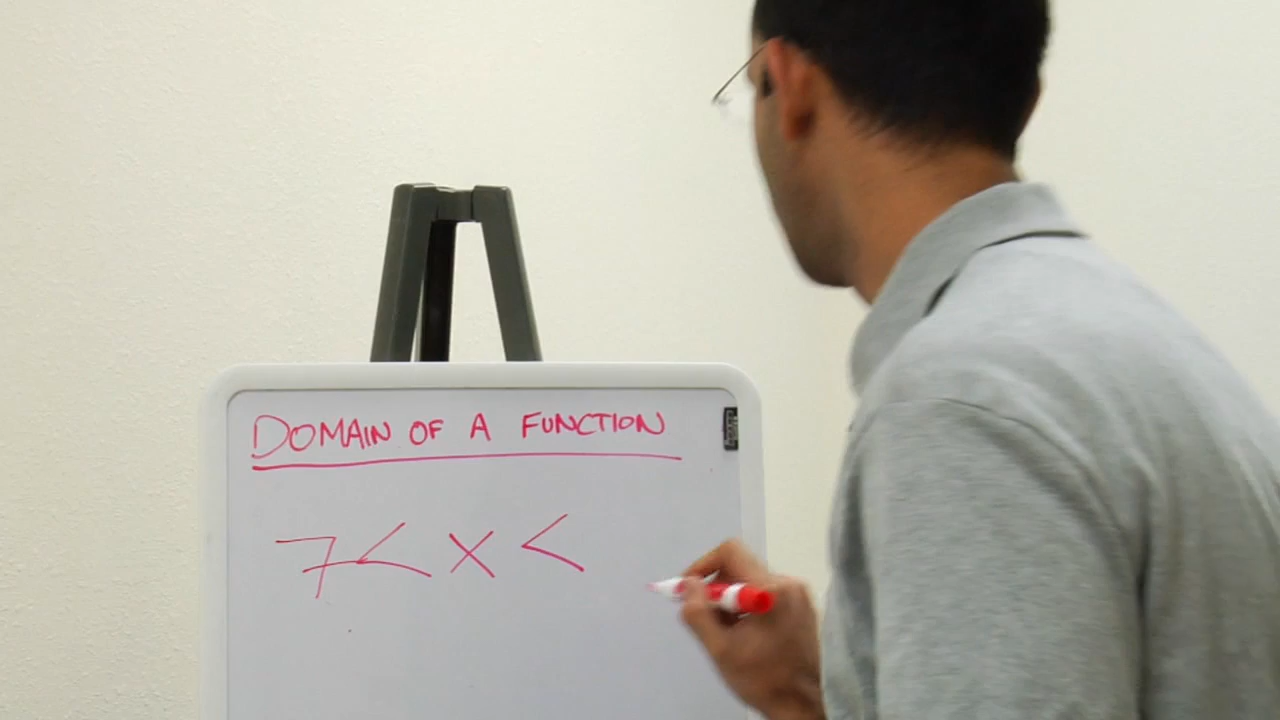 DOMAIN OF A FUNCTION
7 < x <